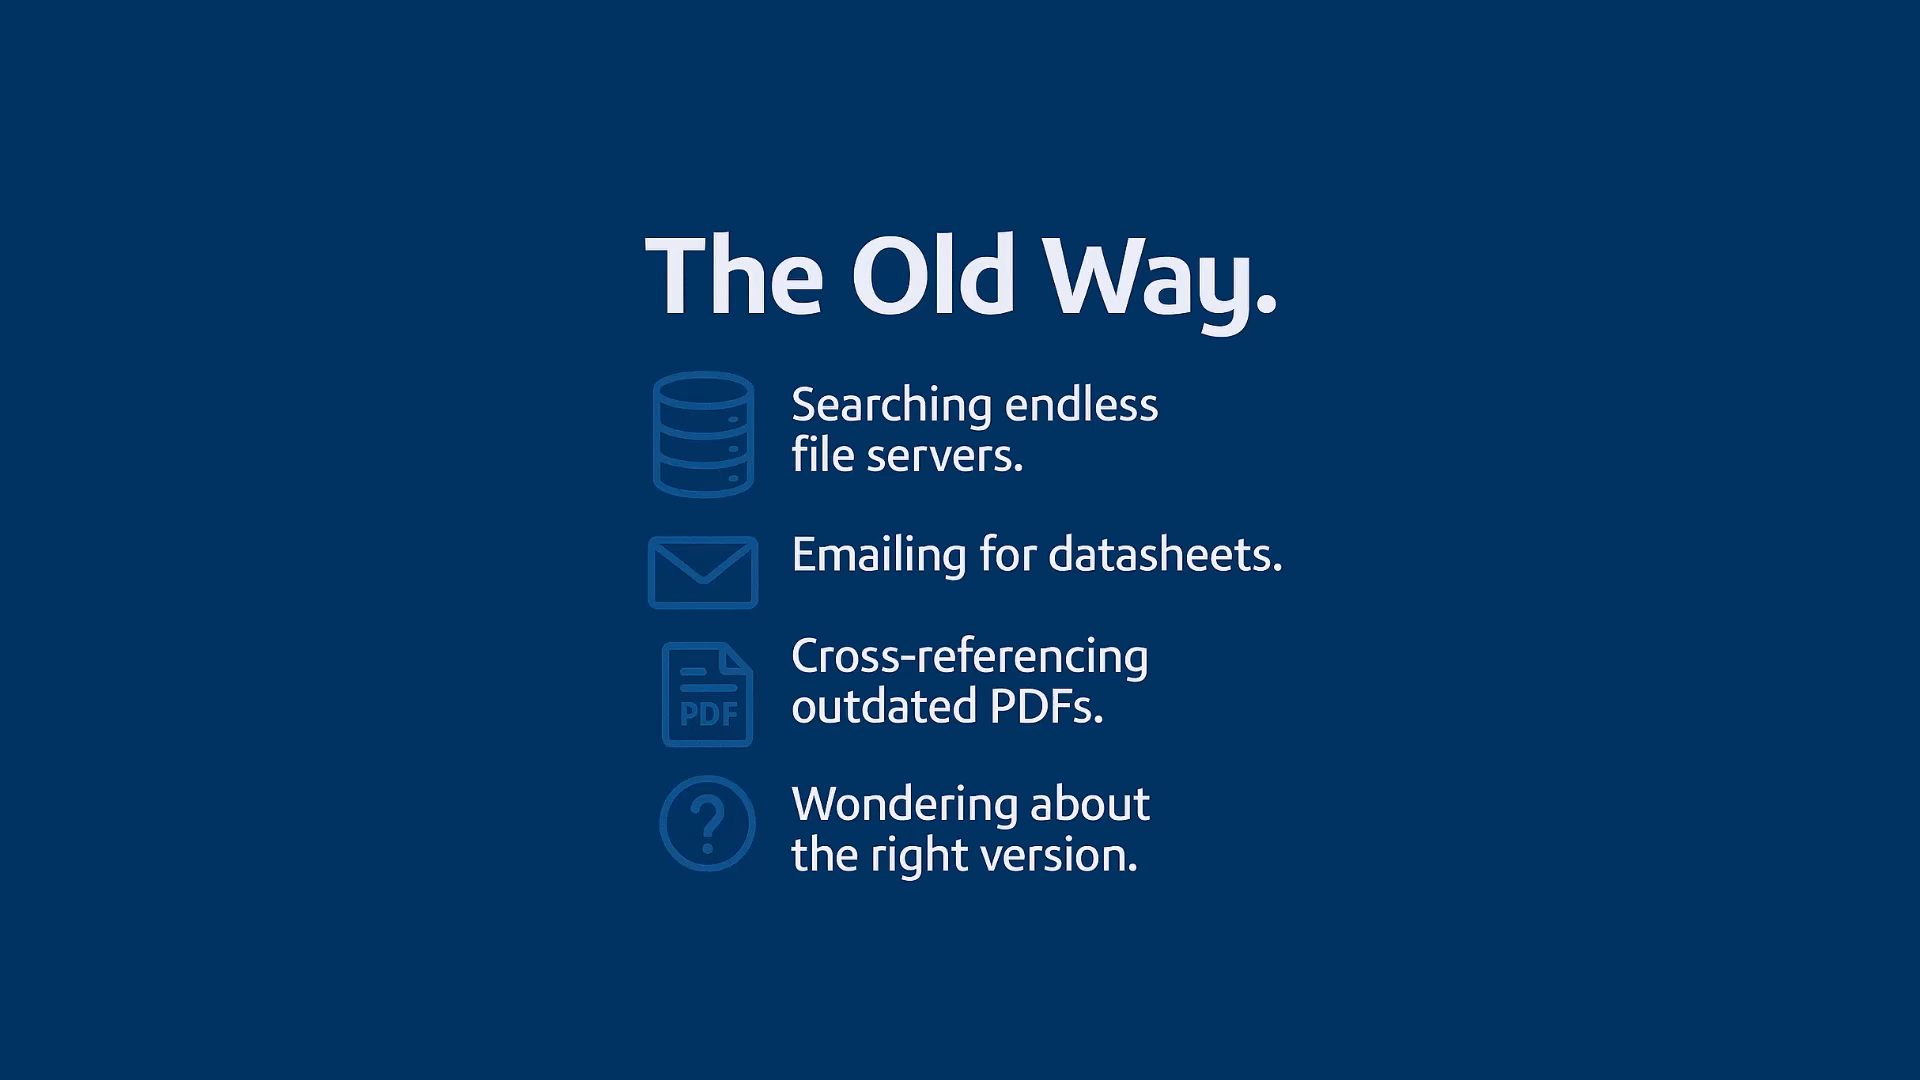 The Old Way.
Searching endless
file servers.
Emailing for datasheets.
PDF
Cross-referencing
outdated PDFs.
?
Wondering about
the right version.